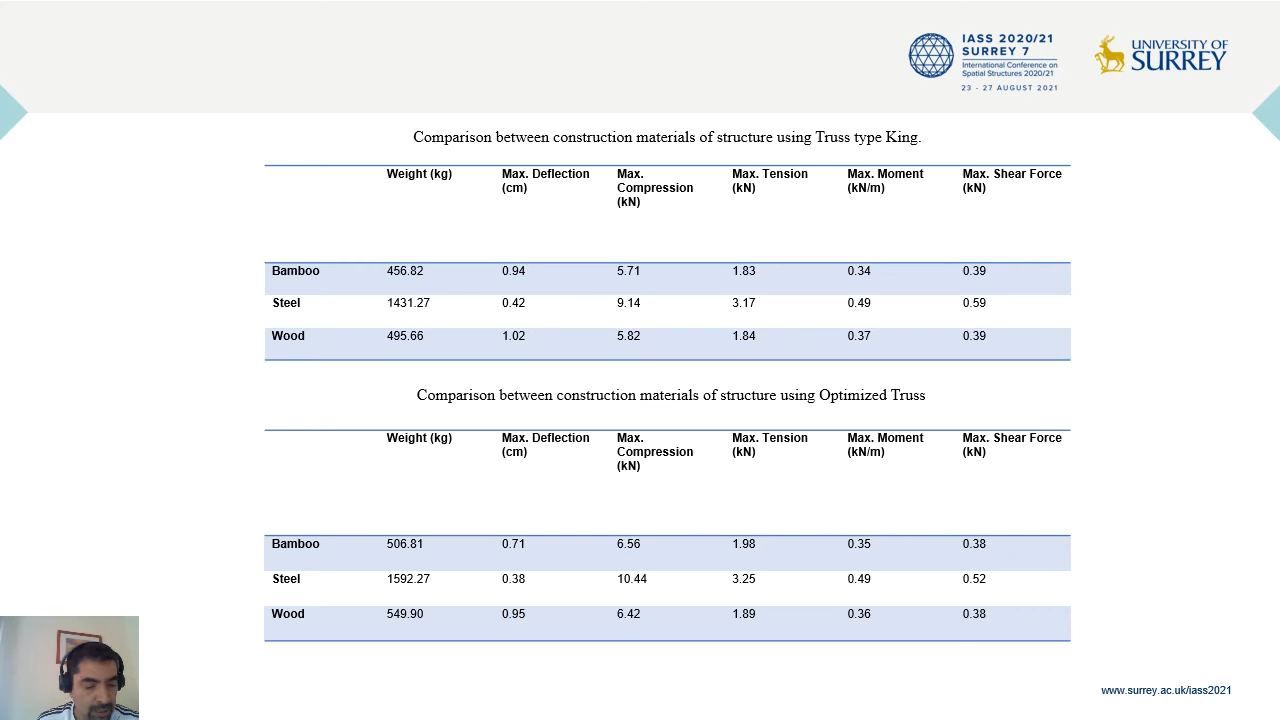 IASS 2020/21
SURREY 7
International Conference on
Spatial Structures 2020/21
23 - 27 AUGUST 2021
UNIVERSITY OF
SURREY
Comparison between construction materials of structure using Truss type King.
Weight (kg) Max. Deflection (cm) Max. Compression (kN) Max. Tension (kN) Max. Moment (kN/m) Max. Shear Force (kN)
Bamboo 456.82 0.94 5.71 1.83 0.34 0.39
Steel 1431.27 0.42 9.14 3.17 0.49 0.59
Wood 495.66 1.02 5.82 1.84 0.37 0.39
Comparison between construction materials of structure using Optimized Truss
Weight (kg) Max. Deflection (cm) Max. Compression (kN) Max. Tension (kN) Max. Moment (kN/m) Max. Shear Force (kN)
Bamboo 506.81 0.71 6.56 1.98 0.35 0.38
Steel 1592.27 0.38 10.44 3.25 0.49 0.52
Wood 549.90 0.95 6.42 1.89 0.36 0.38
www.surrey.ac.uk/iass2021